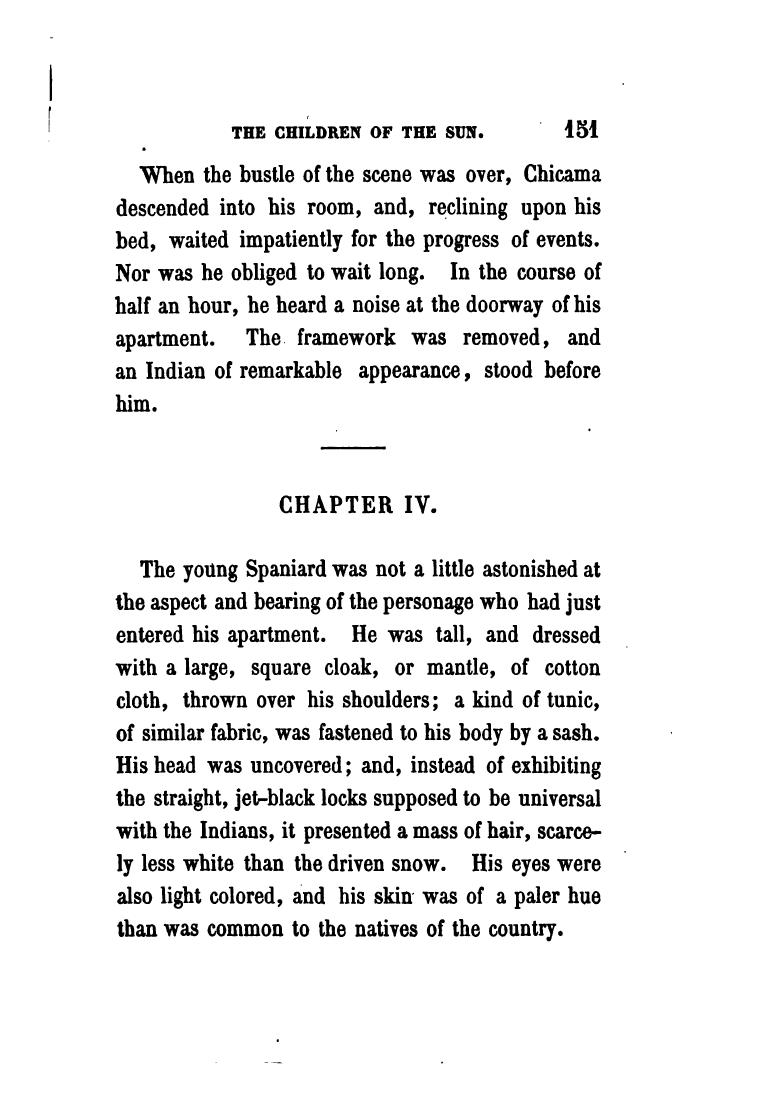 THE CHILDREN OF THE SUN. 151
When the bustle of the scene was over, Chicama
descended into his room, and, reclining upon his
bed, waited impatiently for the progress of events.
Nor was he obliged to wait long. In the course of
half an hour, he heard a noise at the doorway of his
apartment. The framework was removed, and
an Indian of remarkable appearance, stood before
him.
CHAPTER IV.
The young Spaniard was not a little astonished at
the aspect and bearing of the personage who had just
entered his apartment. He was tall, and dressed
with a large, square cloak, or mantle, of cotton
cloth, thrown over his shoulders; a kind of tunic,
of similar fabric, was fastened to his body by a sash.
His head was uncovered; and, instead of exhibiting
the straight, jet-black locks supposed to be universal
with the Indians, it presented a mass of hair, scarce-
ly less white than the driven snow. His eyes were
also light colored, and his skin was of a paler hue
than was common to the natives of the country.